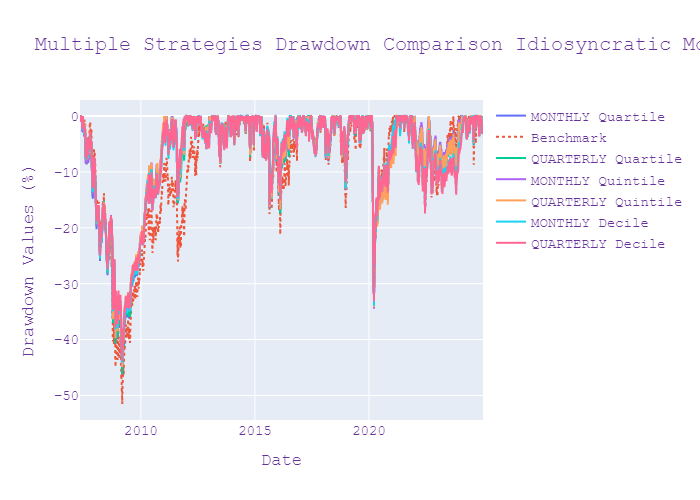 Multiple Strategies Drawdown Comparison Idiosyncratic Mo
0
−10
−20
−30
−40
−50
Drawdown Values (%)
2010
2015
2020
Date
MONTHLY Quartile
Benchmark
QUARTERLY Quartile
MONTHLY Quintile
QUARTERLY Quintile
MONTHLY Decile
QUARTERLY Decile